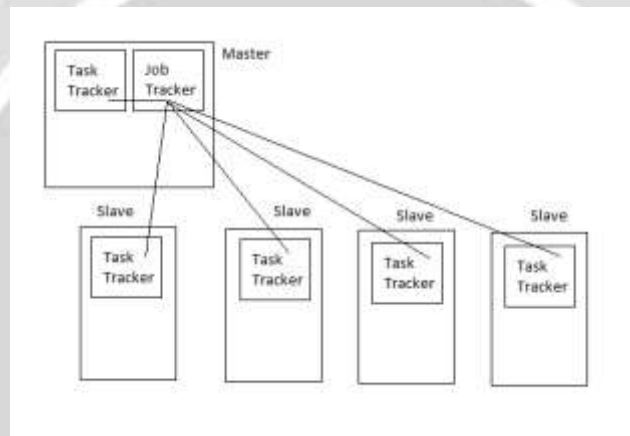 Master
Task
Tracker
Job
Tracker
Slave
Slave
Slave
Slave
Task
Tracker
Task
Tracker
Task
Tracker
Task
Tracker